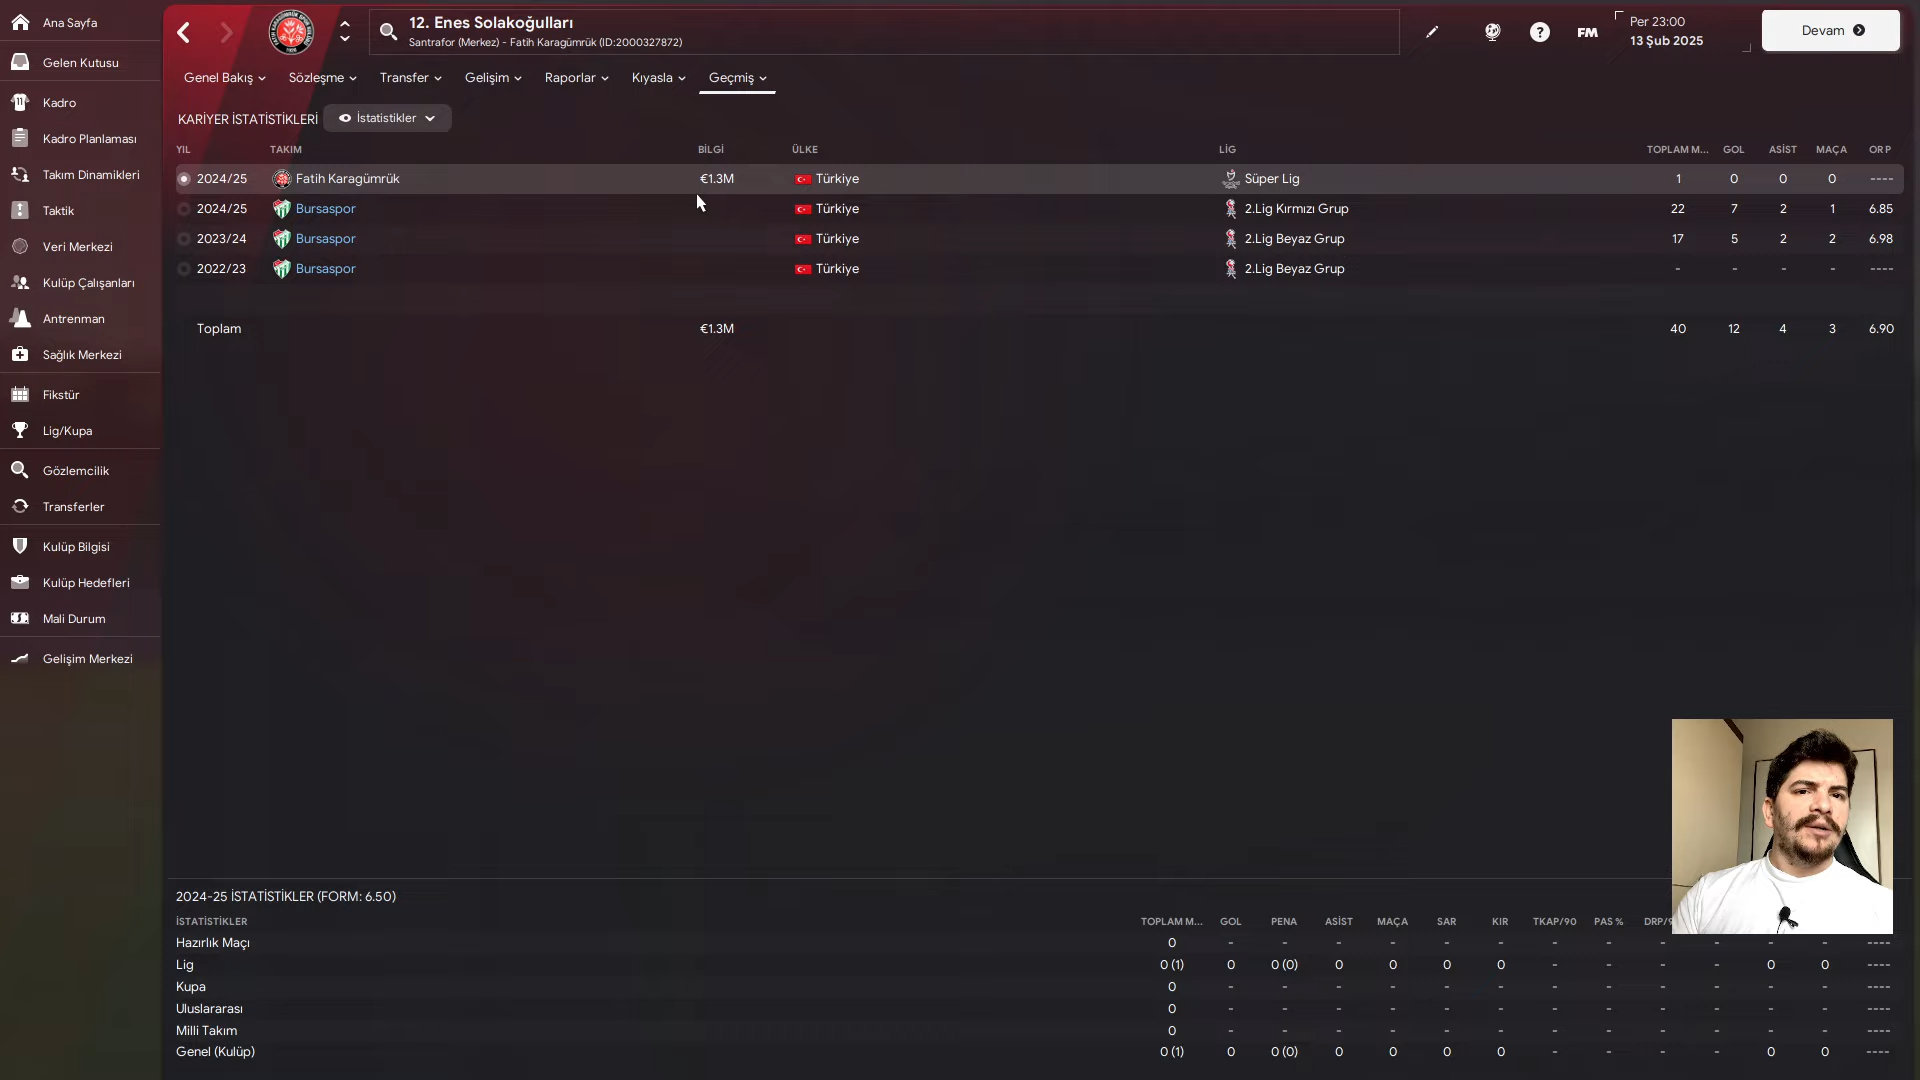 Ana Sayfa
Gelen Kutusu
Kadro
Kadro Planlaması
Takım Dinamikleri
Taktik
Veri Merkezi
Kulüp Çalışanları
Antrenman
Sağlık Merkezi
Fikstür
Lig/Kupa
Gözlemcilik
Transferler
Kulüp Bilgisi
Kulüp Hedefleri
Mali Durum
Gelişim Merkezi
12. Enes Solakoğulları
Santrafor (Merkez) - Fatih Karagümrük (ID:2000327872)
FM
Per 23:00
13 Şub 2025
Devam
Genel Bakış Sözleşme Transfer Gelişim Raporlar Kıyasla Geçmiş
KARİYER İSTATİSTİKLERİ İstatistikler
YIL TAKIM BİLGİ ÜLKE LİG TOPLAM M... GOL ASİST MAÇA ORP
2024/25 Fatih Karagümrük €1.3M Türkiye Süper Lig 1 0 0 0 ----
2024/25 Bursaspor Türkiye 2.Lig Kırmızı Grup 22 7 2 1 6.85
2023/24 Bursaspor Türkiye 2.Lig Beyaz Grup 17 5 2 2 6.98
2022/23 Bursaspor Türkiye 2.Lig Beyaz Grup - - - - ----
Toplam €1.3M 40 12 4 3 6.90
2024-25 İSTATİSTİKLER (FORM: 6.50)
İSTATİSTİKLER TOPLAM M... GOL PENA ASİST MAÇA SAR KIR TKAP/90 PAS % DRP/9
Hazırlık Maçı 0 - - - - - - - - - - - - ----
Lig 0 (1) 0 0 (0) 0 0 0 0 - - - - 0 0 ----
Kupa 0 - - - - - - - - - - - - ----
Uluslararası 0 - - - - - - - - - - - - ----
Milli Takım 0 - - - - - - - - - - - - ----
Genel (Kulüp) 0 (1) 0 0 (0) 0 0 0 0 - - - - 0 0 ----